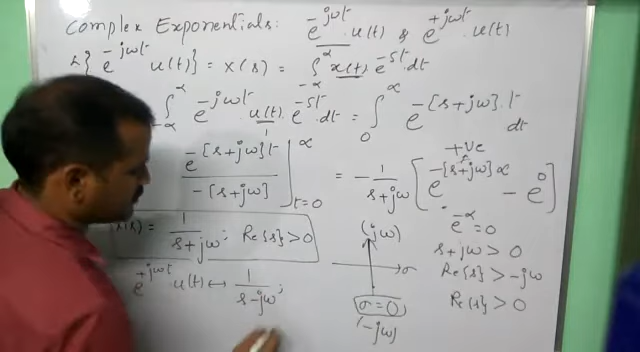 Complex Exponentials: e^{-jωt}·u(t) & e^{+jωt}·u(t)
L{e^{-jωt} u(t)} = X(s) = ∫_{-∞}^{∞} x(t) e^{-st}·dt
∫_{-∞}^{∞} e^{-jωt} u(t)·e^{-st}·dt = ∫_{0}^{∞} e^{-[s+jω]·t} dt
e^{-[s+jω]t} / -[s+jω] |_{t=0}^{∞} = -1/(s+jω) [e^{-[s+jω]∞} - e^{0}]
+ve
e^{-∞} = 0
X(s) = 1/(s+jω); Re{s}>0
(jω)
s+jω > 0
σ
Re{s} > -jω
e^{+jωt}·u(t) ↔ 1/(s-jω);
σ=0
Re{s} > 0
(-jω)